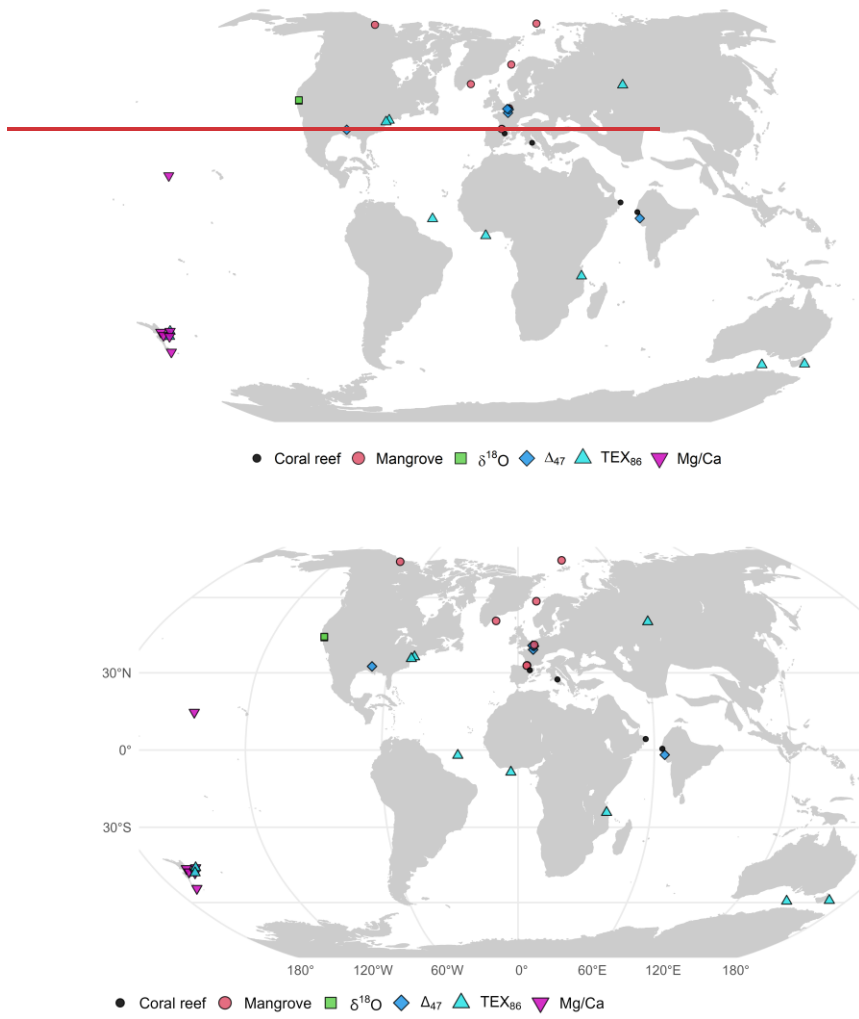 Coral reef Mangrove δ¹⁸O Δ₄₇ TEX₈₆ Mg/Ca
30°N
0°
30°S
180° 120°W 60°W 0° 60°E 120°E 180°
Coral reef Mangrove δ¹⁸O Δ₄₇ TEX₈₆ Mg/Ca